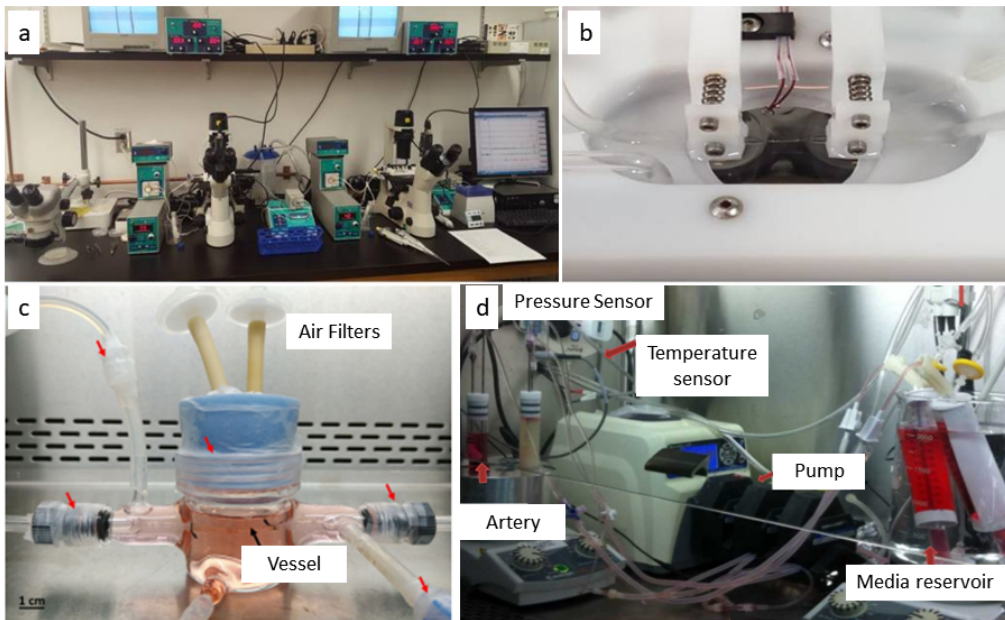 a
b
c
Air Filters
Vessel
1 cm
d
Pressure Sensor
Temperature
sensor
Pump
Artery
Media reservoir